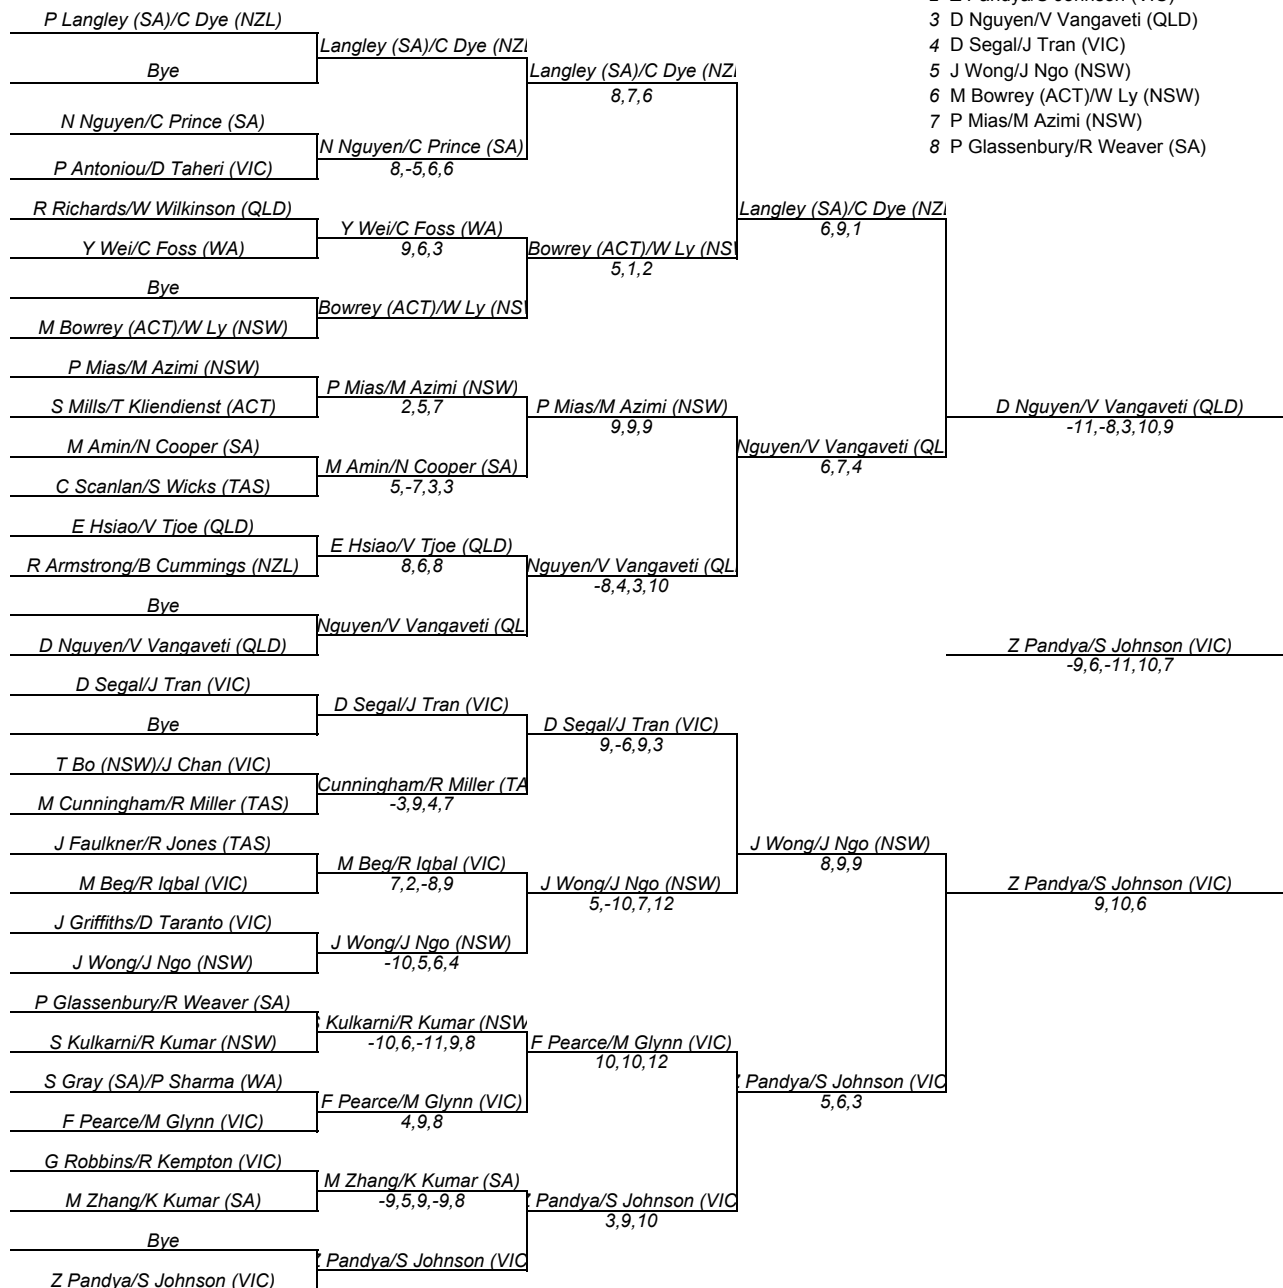 P Langley (SA)/C Dye (NZL)
Bye
N Nguyen/C Prince (SA)
P Antoniou/D Taheri (VIC)
R Richards/W Wilkinson (QLD)
Y Wei/C Foss (WA)
Bye
M Bowrey (ACT)/W Ly (NSW)
P Mias/M Azimi (NSW)
S Mills/T Kliendienst (ACT)
M Amin/N Cooper (SA)
C Scanlan/S Wicks (TAS)
E Hsiao/V Tjoe (QLD)
R Armstrong/B Cummings (NZL)
Bye
D Nguyen/V Vangaveti (QLD)
D Segal/J Tran (VIC)
Bye
T Bo (NSW)/J Chan (VIC)
M Cunningham/R Miller (TAS)
J Faulkner/R Jones (TAS)
M Beg/R Iqbal (VIC)
J Griffiths/D Taranto (VIC)
J Wong/J Ngo (NSW)
P Glassenbury/R Weaver (SA)
S Kulkarni/R Kumar (NSW)
S Gray (SA)/P Sharma (WA)
F Pearce/M Glynn (VIC)
G Robbins/R Kempton (VIC)
M Zhang/K Kumar (SA)
Bye
Z Pandya/S Johnson (VIC)
Langley (SA)/C Dye (NZL
N Nguyen/C Prince (SA)
8,-5,6,6
Y Wei/C Foss (WA)
9,6,3
Bowrey (ACT)/W Ly (NS
P Mias/M Azimi (NSW)
2,5,7
M Amin/N Cooper (SA)
5,-7,3,3
E Hsiao/V Tjoe (QLD)
8,6,8
Nguyen/V Vangaveti (QL
D Segal/J Tran (VIC)
Cunningham/R Miller (TA
-3,9,4,7
M Beg/R Iqbal (VIC)
7,2,-8,9
J Wong/J Ngo (NSW)
-10,5,6,4
Kulkarni/R Kumar (NSW
-10,6,-11,9,8
F Pearce/M Glynn (VIC)
4,9,8
M Zhang/K Kumar (SA)
-9,5,9,-9,8
Pandya/S Johnson (VIC
Langley (SA)/C Dye (NZL
8,7,6
Bowrey (ACT)/W Ly (NS
5,1,2
P Mias/M Azimi (NSW)
9,9,9
Nguyen/V Vangaveti (QL
-8,4,3,10
D Segal/J Tran (VIC)
9,-6,9,3
J Wong/J Ngo (NSW)
5,-10,7,12
F Pearce/M Glynn (VIC)
10,10,12
Pandya/S Johnson (VIC
3,9,10
Langley (SA)/C Dye (NZL
6,9,1
Nguyen/V Vangaveti (QL
6,7,4
J Wong/J Ngo (NSW)
8,9,9
Pandya/S Johnson (VIC
5,6,3
3 D Nguyen/V Vangaveti (QLD)
4 D Segal/J Tran (VIC)
5 J Wong/J Ngo (NSW)
6 M Bowrey (ACT)/W Ly (NSW)
7 P Mias/M Azimi (NSW)
8 P Glassenbury/R Weaver (SA)
D Nguyen/V Vangaveti (QLD)
-11,-8,3,10,9
Z Pandya/S Johnson (VIC)
-9,6,-11,10,7
Z Pandya/S Johnson (VIC)
9,10,6